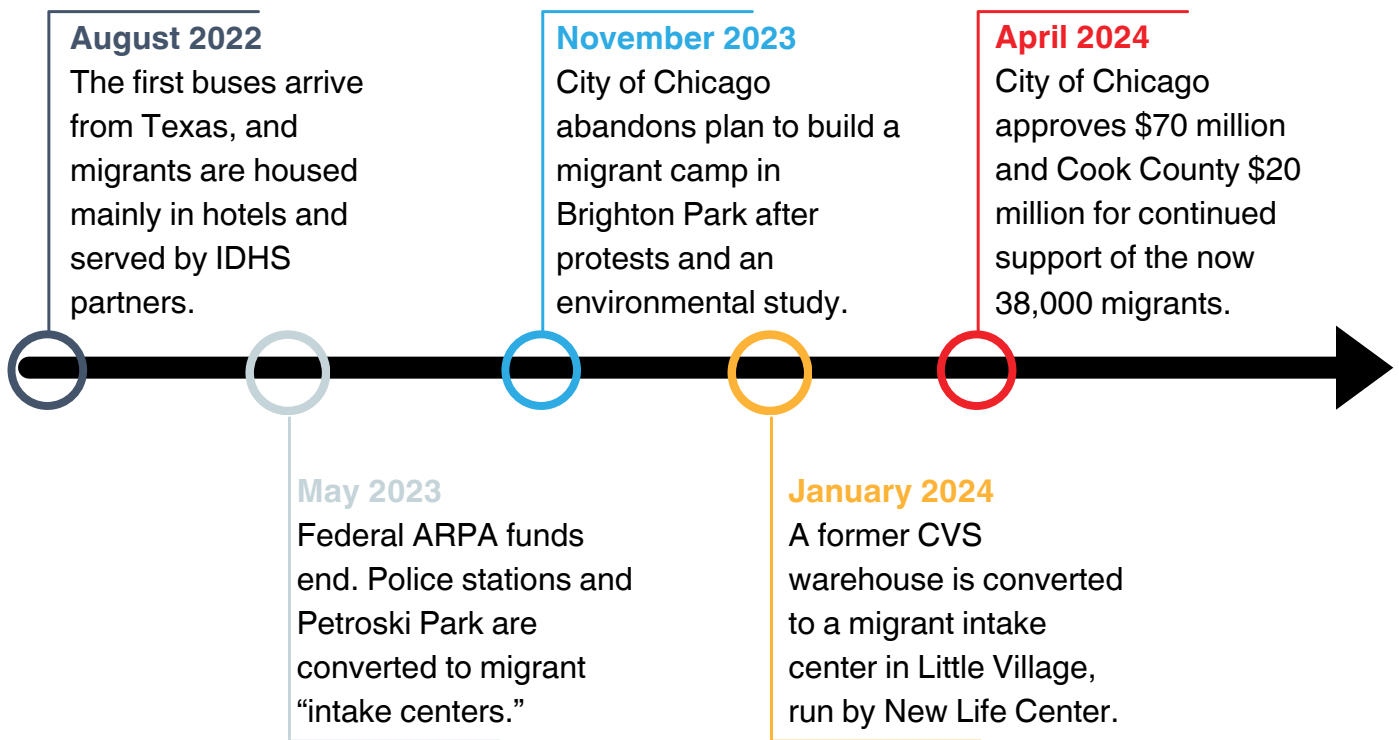 August 2022
The first buses arrive
from Texas, and
migrants are housed
mainly in hotels and
served by IDHS
partners.
November 2023
City of Chicago
abandons plan to build a
migrant camp in
Brighton Park after
protests and an
environmental study.
April 2024
City of Chicago
approves $70 million
and Cook County $20
million for continued
support of the now
38,000 migrants.
May 2023
Federal ARPA funds
end. Police stations and
Petroski Park are
converted to migrant
“intake centers.”
January 2024
A former CVS
warehouse is converted
to a migrant intake
center in Little Village,
run by New Life Center.